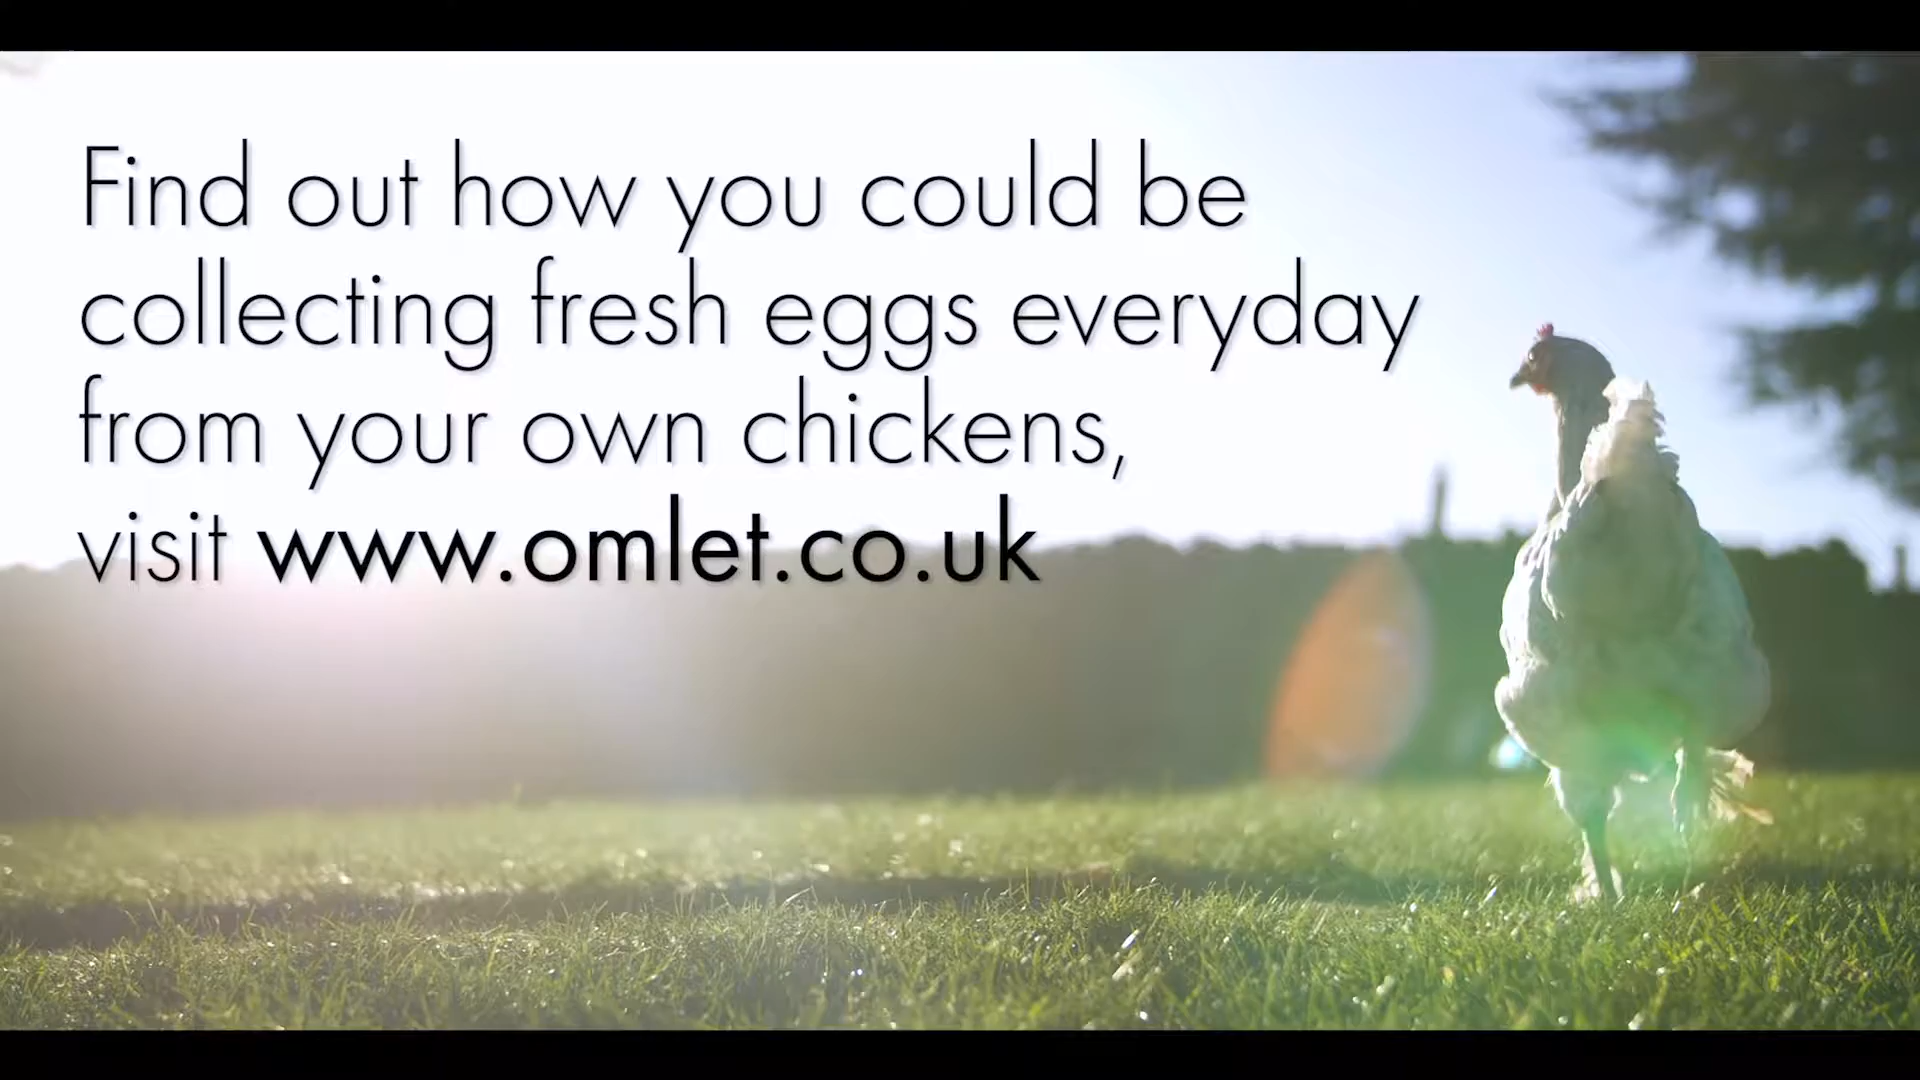 Find out how you could be
collecting fresh eggs everyday
from your own chickens,
visit www.omlet.co.uk